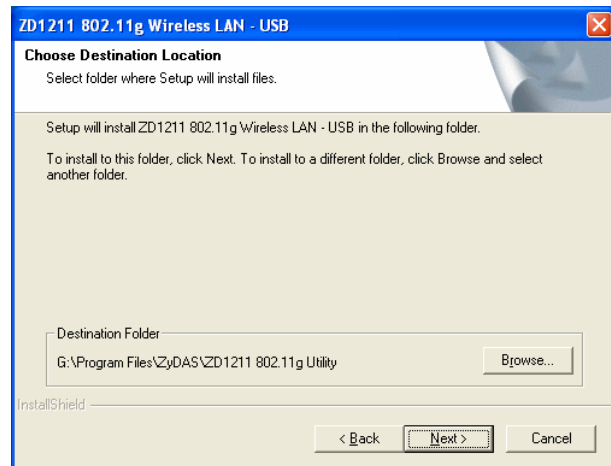 ZD1211 802.11g Wireless LAN - USB
Choose Destination Location
Select folder where Setup will install files.
Setup will install ZD1211 802.11g Wireless LAN - USB in the following folder.
To install to this folder, click Next. To install to a different folder, click Browse and select
another folder.
Destination Folder
G:\Program Files\ZyDAS\ZD1211 802.11g Utility
Browse...
InstallShield
< Back
Next >
Cancel